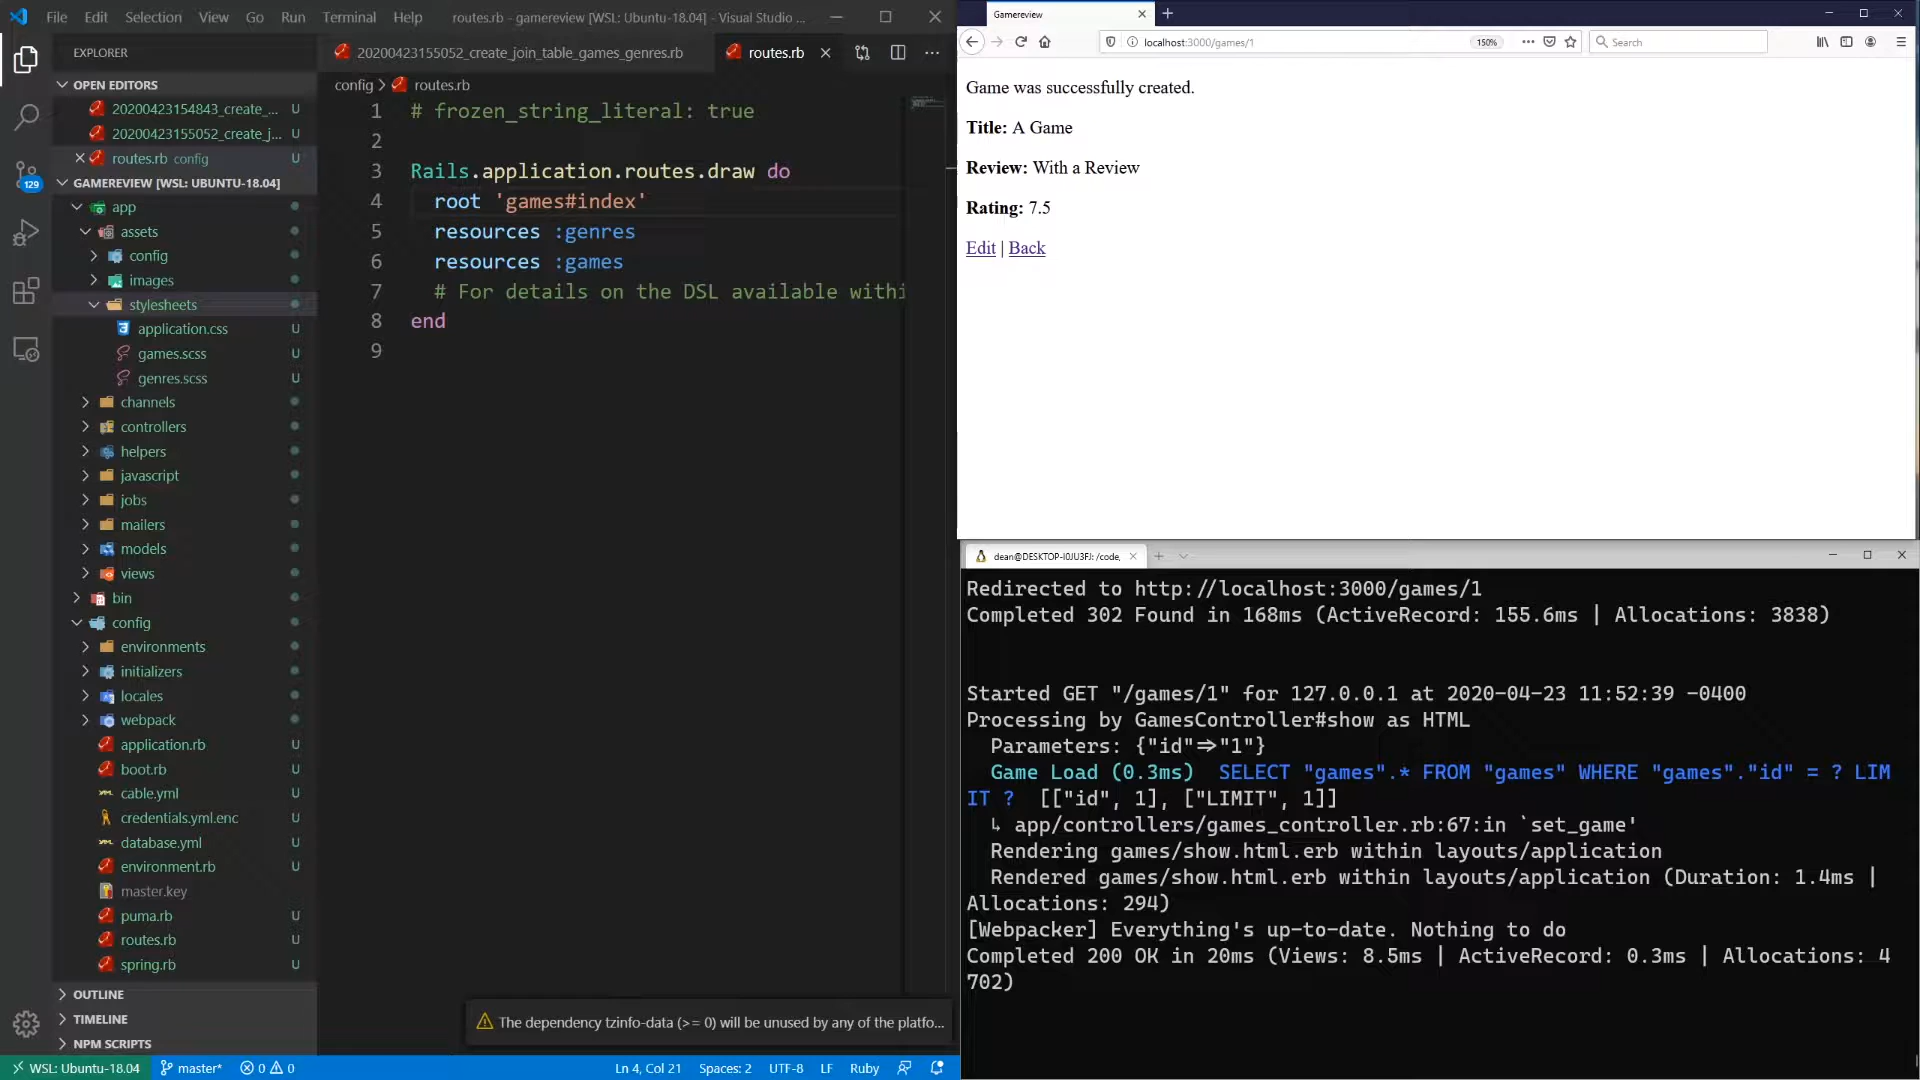 File Edit Selection View Go Run Terminal Help routes.rb - gamereview [WSL: Ubuntu-18.04] - Visual Studio ...
EXPLORER
OPEN EDITORS
20200423154843_create_... U
20200423155052_create_j... U
routes.rb config U
GAMEREVIEW [WSL: UBUNTU-18.04]
app
assets
config
images
stylesheets
application.css U
games.scss U
genres.scss U
channels
controllers
helpers
javascript
jobs
mailers
models
views
bin
config
environments
initializers
locales
webpack
application.rb U
boot.rb U
cable.yml U
credentials.yml.enc U
database.yml U
environment.rb U
master.key
puma.rb U
routes.rb U
spring.rb U
OUTLINE
TIMELINE
NPM SCRIPTS
129
20200423155052_create_join_table_games_genres.rb routes.rb
config > routes.rb
1 # frozen_string_literal: true
2
3 Rails.application.routes.draw do
4 root 'games#index'
5 resources :genres
6 resources :games
7 # For details on the DSL available withi
8 end
9
The dependency tzinfo-data (>= 0) will be unused by any of the platfo...
WSL: Ubuntu-18.04 master* 0 0 Ln 4, Col 21 Spaces: 2 UTF-8 LF Ruby
Gamereview
localhost:3000/games/1 150% Search
Game was successfully created.
Title: A Game
Review: With a Review
Rating: 7.5
Edit | Back
dean@DESKTOP-I0JU3FJ: /code,
Redirected to http://localhost:3000/games/1
Completed 302 Found in 168ms (ActiveRecord: 155.6ms | Allocations: 3838)
Started GET "/games/1" for 127.0.0.1 at 2020-04-23 11:52:39 -0400
Processing by GamesController#show as HTML
Parameters: {"id"=>"1"}
Game Load (0.3ms) SELECT "games".* FROM "games" WHERE "games"."id" = ? LIM
IT ? [["id", 1], ["LIMIT", 1]]
↳ app/controllers/games_controller.rb:67:in `set_game'
Rendering games/show.html.erb within layouts/application
Rendered games/show.html.erb within layouts/application (Duration: 1.4ms |
Allocations: 294)
[Webpacker] Everything's up-to-date. Nothing to do
Completed 200 OK in 20ms (Views: 8.5ms | ActiveRecord: 0.3ms | Allocations: 4
702)